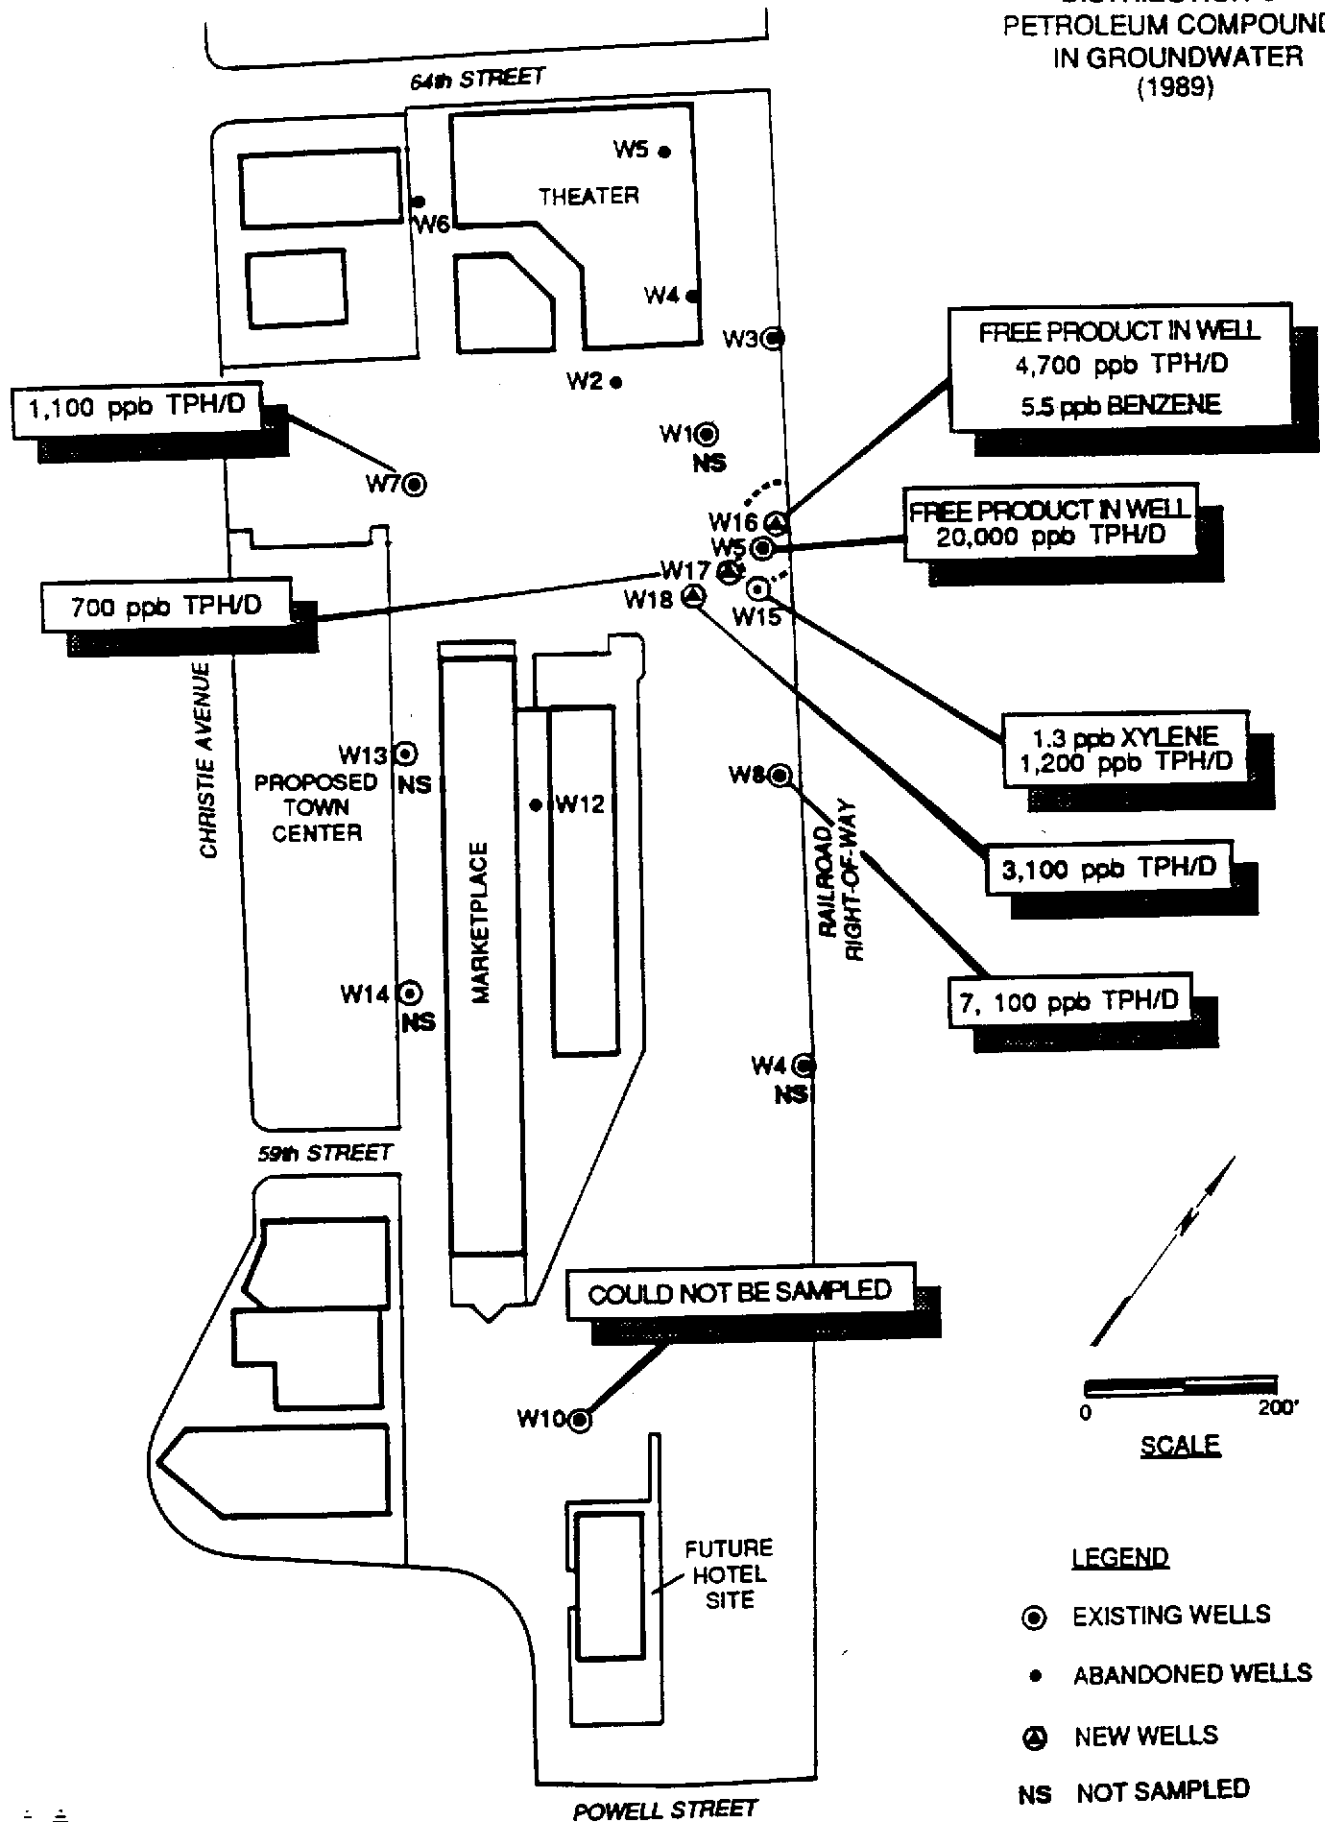 PETROLEUM COMPOUND
IN GROUNDWATER
(1989)
64th STREET
W5
THEATER
W6
W4
W3
FREE PRODUCT IN WELL
4,700 ppb TPH/D
5.5 ppb BENZENE
W2
1,100 ppb TPH/D
W1
NS
W7
W16
FREE PRODUCT IN WELL
20,000 ppb TPH/D
W5
W17
700 ppb TPH/D
W18
W15
CHRISTIE AVENUE
1.3 ppb XYLENE
1,200 ppb TPH/D
W13
NS
PROPOSED
TOWN
CENTER
W8
W12
MARKETPLACE
RAILROAD
RIGHT-OF-WAY
3,100 ppb TPH/D
W14
NS
7, 100 ppb TPH/D
W4
NS
59th STREET
N
COULD NOT BE SAMPLED
W10
0 200'
SCALE
FUTURE
HOTEL
SITE
LEGEND
EXISTING WELLS
ABANDONED WELLS
NEW WELLS
NS NOT SAMPLED
POWELL STREET